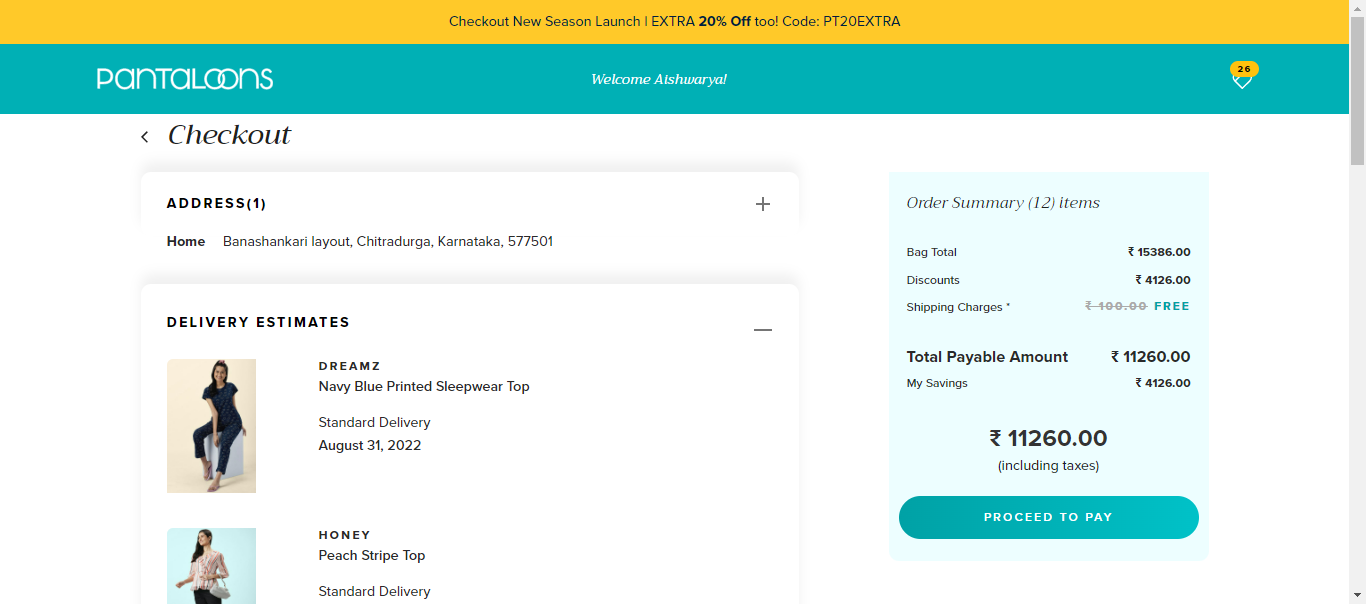 Checkout New Season Launch | EXTRA 20% Off too! Code: PT20EXTRA
PANTALOONS
Welcome Aishwarya!
26
Checkout
ADDRESS(1)
Home Banashankari layout, Chitradurga, Karnataka, 577501
DELIVERY ESTIMATES
DREAMZ
Navy Blue Printed Sleepwear Top
Standard Delivery
August 31, 2022
HONEY
Peach Stripe Top
Standard Delivery
Order Summary (12) items
Bag Total ₹ 15386.00
Discounts ₹ 4126.00
Shipping Charges * ₹ 100.00 FREE
Total Payable Amount ₹ 11260.00
My Savings ₹ 4126.00
₹ 11260.00
(including taxes)
PROCEED TO PAY